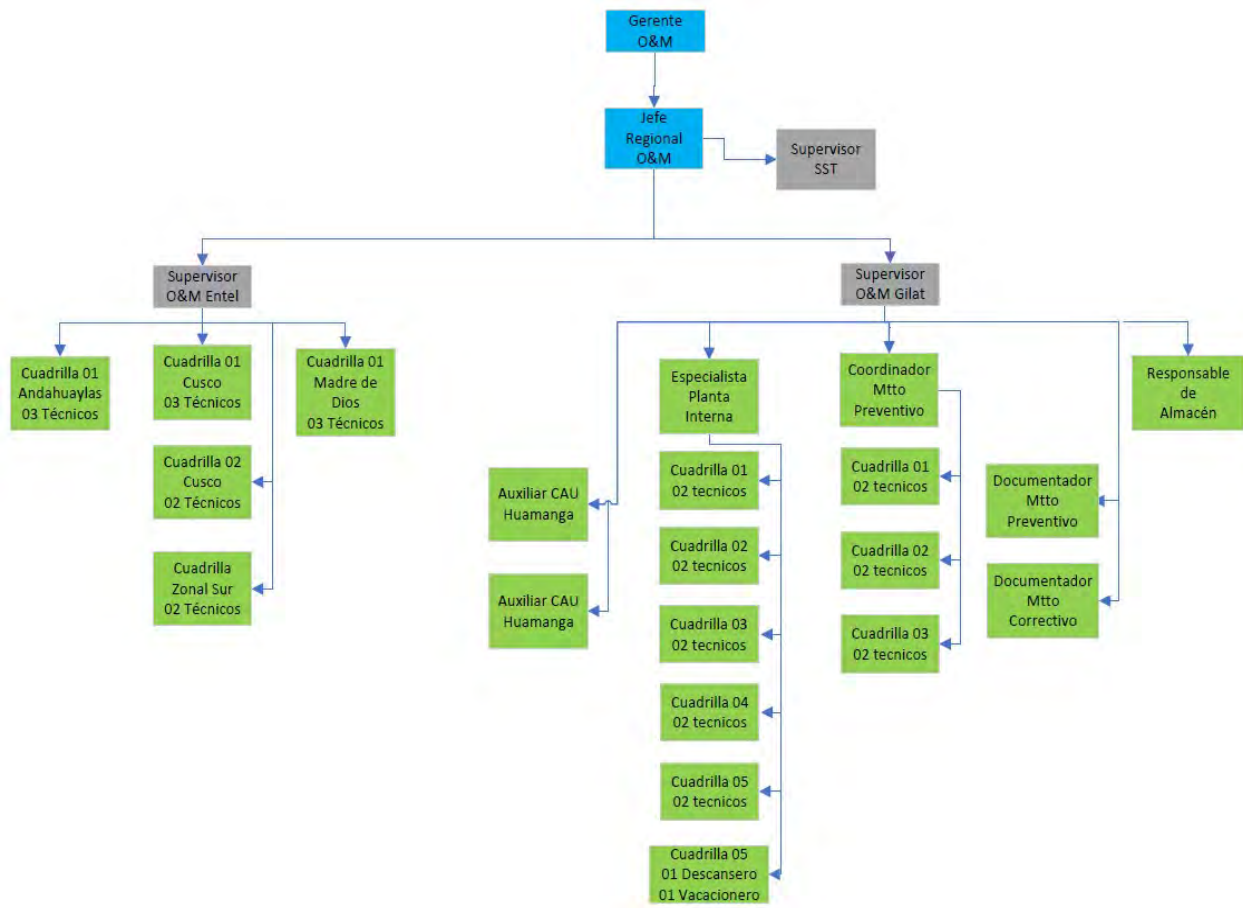 Gerente
O&M
Jefe
Regional
O&M
Supervisor
SST
Supervisor
O&M Entel
Supervisor
O&M Gilat
Cuadrilla 01
Andahuaylas
03 Técnicos
Cuadrilla 01
Cusco
03 Técnicos
Cuadrilla 01
Madre de
Dios
03 Técnicos
Cuadrilla 02
Cusco
02 Técnicos
Cuadrilla
Zonal Sur
02 Técnicos
Auxiliar CAU
Huamanga
Auxiliar CAU
Huamanga
Especialista
Planta
Interna
Cuadrilla 01
02 tecnicos
Cuadrilla 02
02 tecnicos
Cuadrilla 03
02 tecnicos
Cuadrilla 04
02 tecnicos
Cuadrilla 05
02 tecnicos
Cuadrilla 05
01 Descansero
01 Vacacionero
Coordinador
Mtto
Preventivo
Cuadrilla 01
02 tecnicos
Cuadrilla 02
02 tecnicos
Cuadrilla 03
02 tecnicos
Documentador
Mtto
Preventivo
Documentador
Mtto
Correctivo
Responsable
de
Almacén